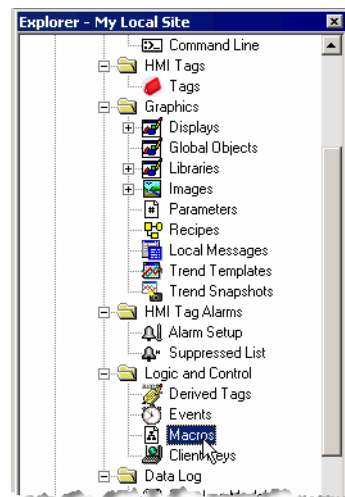 Explorer - My Local Site
Command Line
HMI Tags
Tags
Graphics
Displays
Global Objects
Libraries
Images
Parameters
Recipes
Local Messages
Trend Templates
Trend Snapshots
HMI Tag Alarms
Alarm Setup
Suppressed List
Logic and Control
Derived Tags
Events
Macros
Client Keys
Data Log